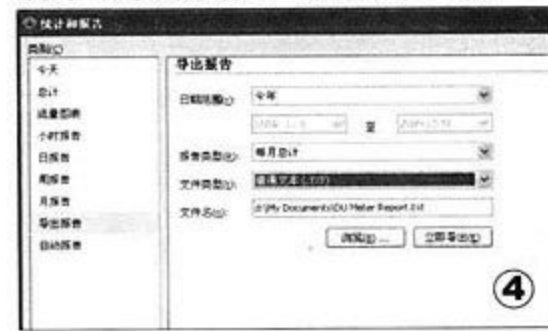 统计和报告
类别(C)
今天
总计
流量图表
小时报告
日报告
周报告
月报告
导出报告
自动报告
导出报告
日期范围(D): 今年
至
报告类型(R): 每月总计
文件类型(T):
文件名(N): d:\My Documents\DU Meter Report.txt
浏览(B)... 立即导出(E)
④